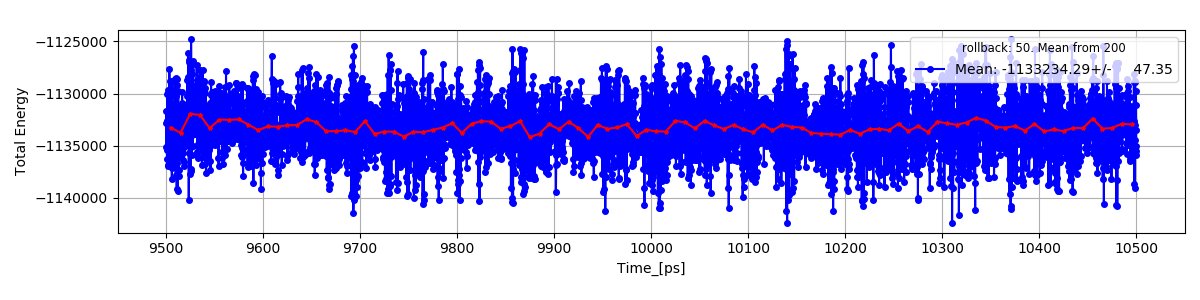 Total Energy
−1125000
−1130000
−1135000
−1140000
rollback: 50. Mean from 200
Mean: -1133234.29+/- 47.35
9500 9600 9700 9800 9900 10000 10100 10200 10300 10400 10500
Time_[ps]